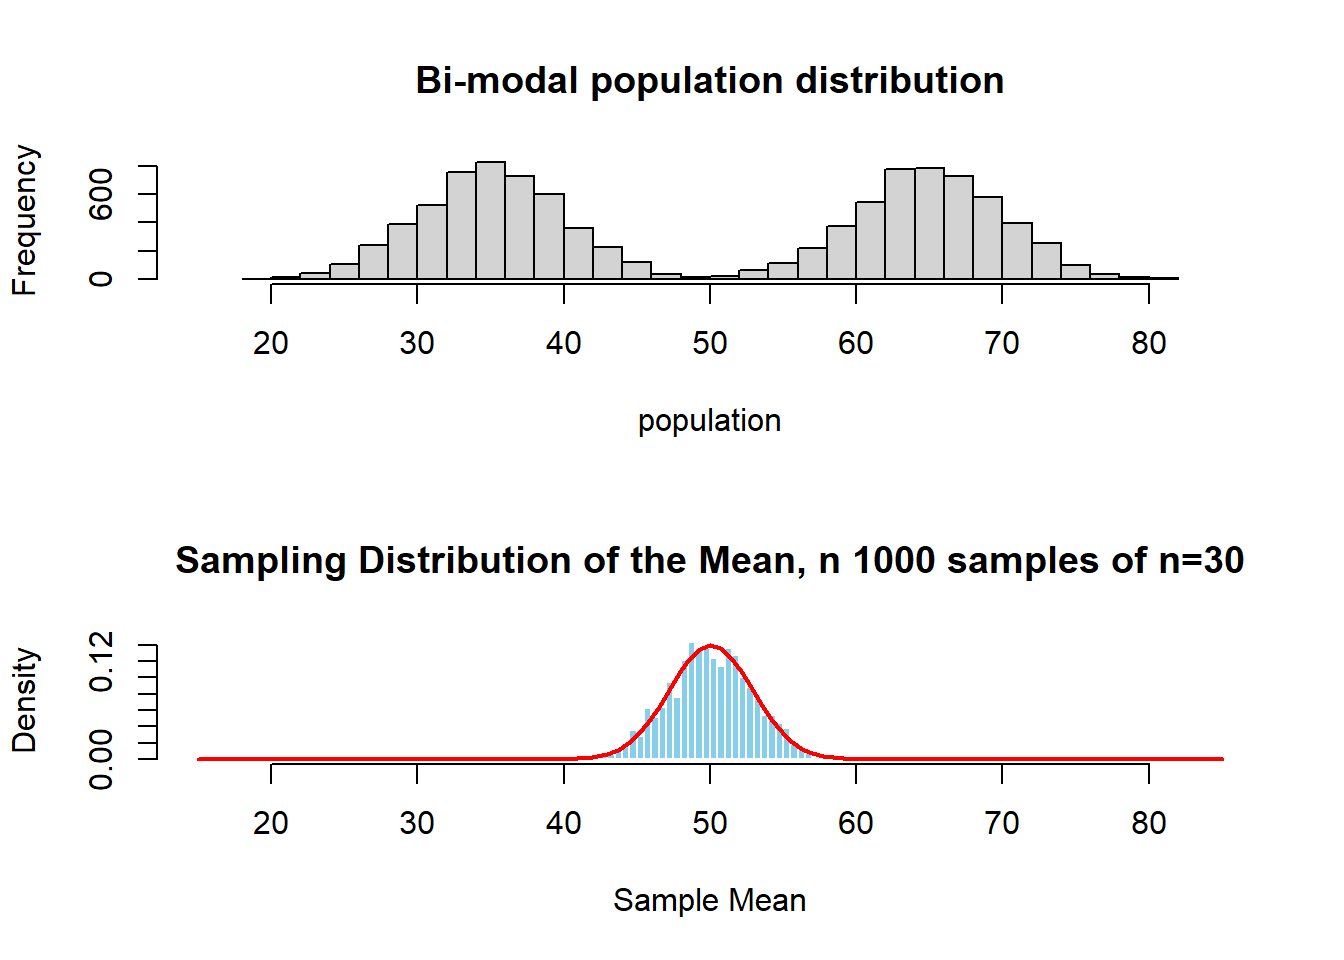 Bi-modal population distribution
Frequency
600
0
20 30 40 50 60 70 80
population
Sampling Distribution of the Mean, n 1000 samples of n=30
Density
0.12
0.00
20 30 40 50 60 70 80
Sample Mean